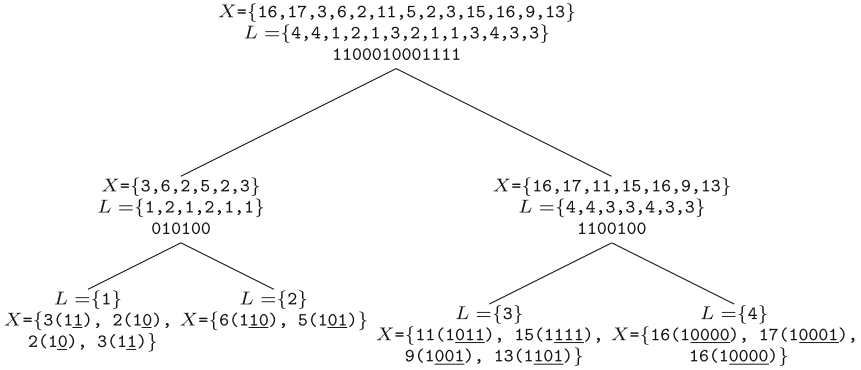 X={16,17,3,6,2,11,5,2,3,15,16,9,13}
L={4,4,1,2,1,3,2,1,1,3,4,3,3}
1100010001111
X={3,6,2,5,2,3}
L={1,2,1,2,1,1}
010100
X={16,17,11,15,16,9,13}
L={4,4,3,3,4,3,3}
1100100
L={1}
X={3(11), 2(10),
2(10), 3(11)}
L={2}
X={6(110), 5(101)}
L={3}
X={11(1011), 15(1111),
9(1001), 13(1101)}
L={4}
X={16(10000), 17(10001),
16(10000)}